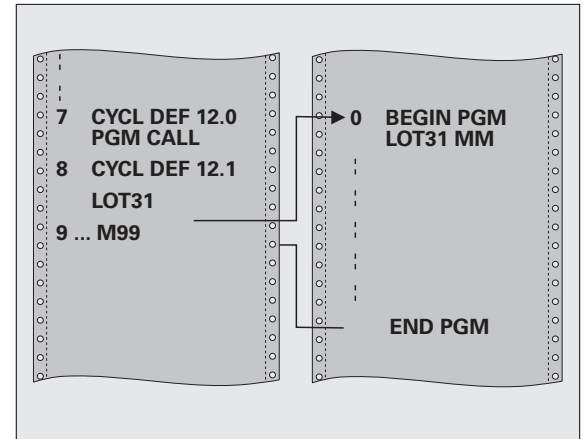 7 CYCL DEF 12.0
PGM CALL
8 CYCL DEF 12.1
LOT31
9 ... M99
0 BEGIN PGM
LOT31 MM
END PGM